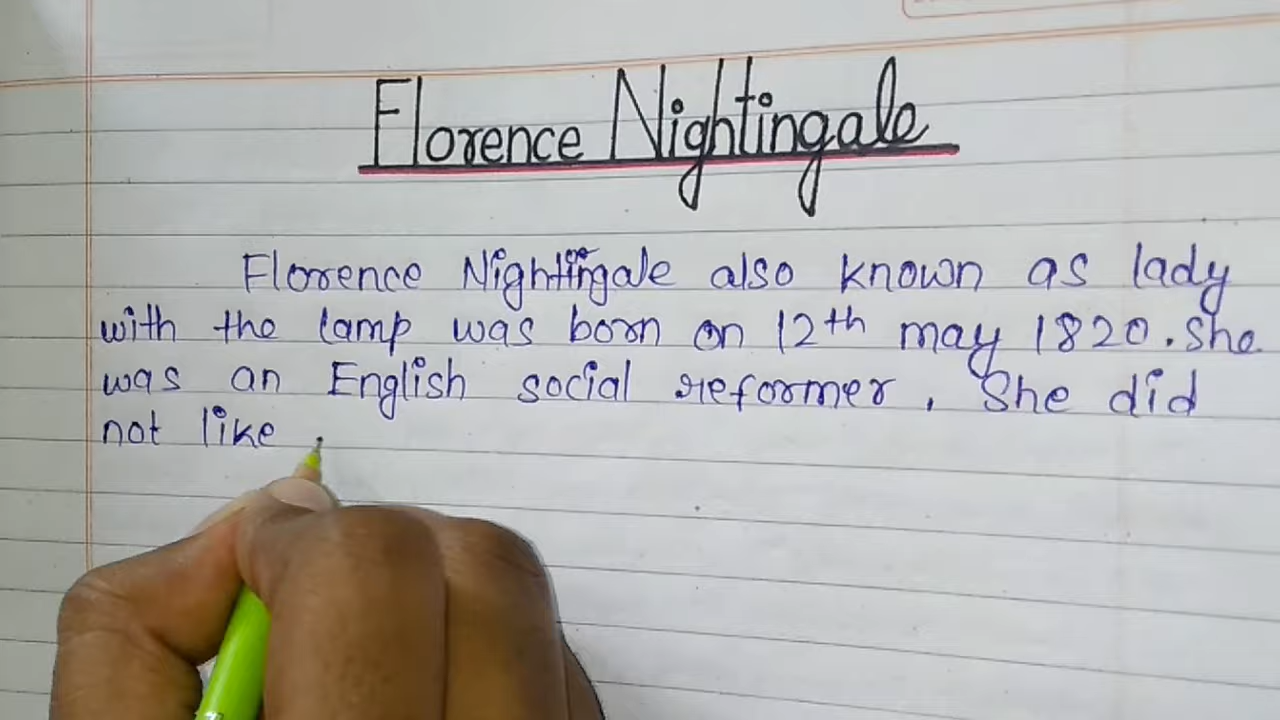 Florence Nightingale
Florence Nightingale also known as lady
with the lamp was born on 12th may 1820. She
was an English social reformer. She did
not like